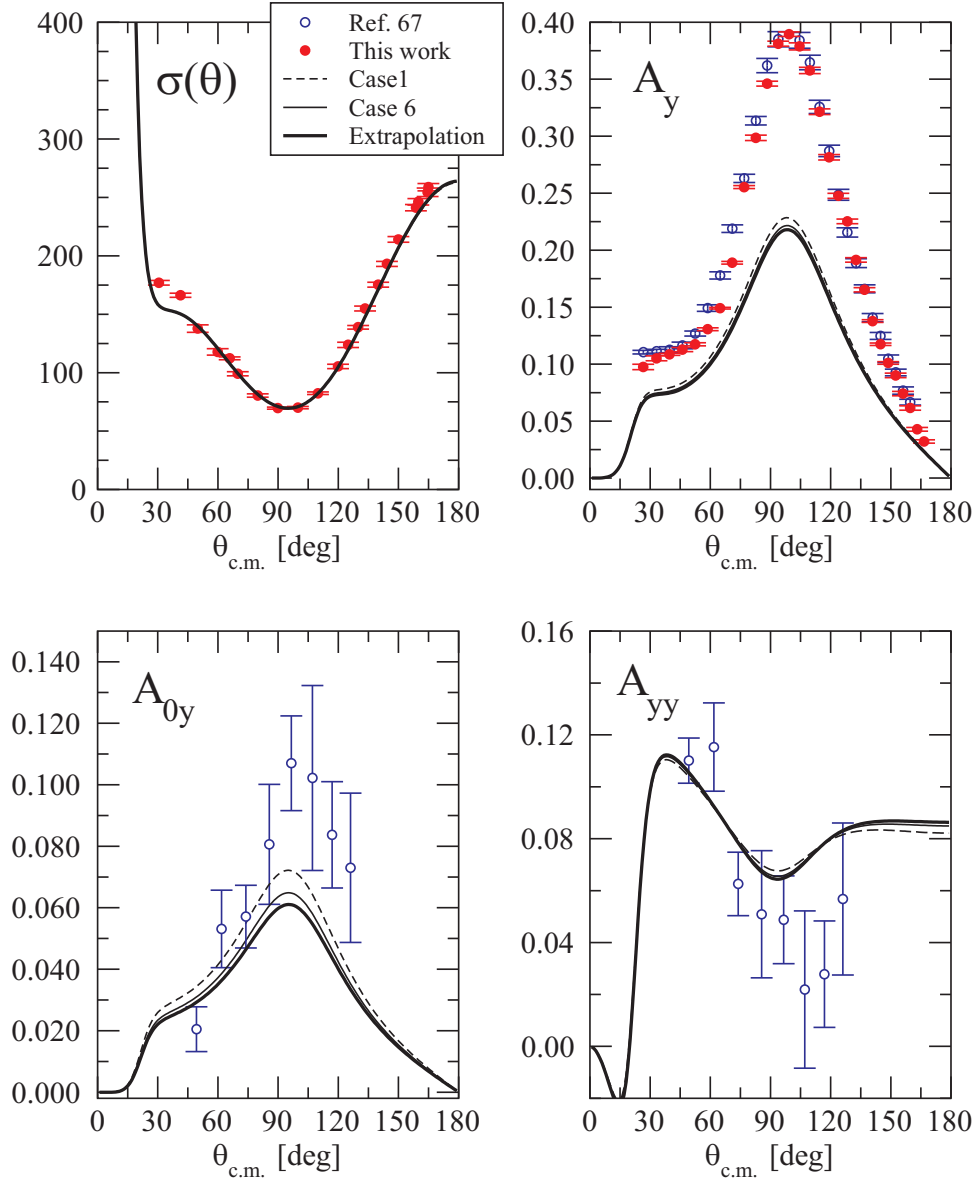 400
300
200
100
0
σ(θ)
Ref. 67
This work
Case1
Case 6
Extrapolation
0 30 60 90 120 150 180
θc.m. [deg]
0.40
0.35
0.30
0.25
0.20
0.15
0.10
0.05
0.00
Ay
0 30 60 90 120 150 180
θc.m. [deg]
0.140
0.120
0.100
0.080
0.060
0.040
0.020
0.000
A0y
0 30 60 90 120 150 180
θc.m. [deg]
0.16
0.12
0.08
0.04
0.00
Ayy
0 30 60 90 120 150 180
θc.m. [deg]